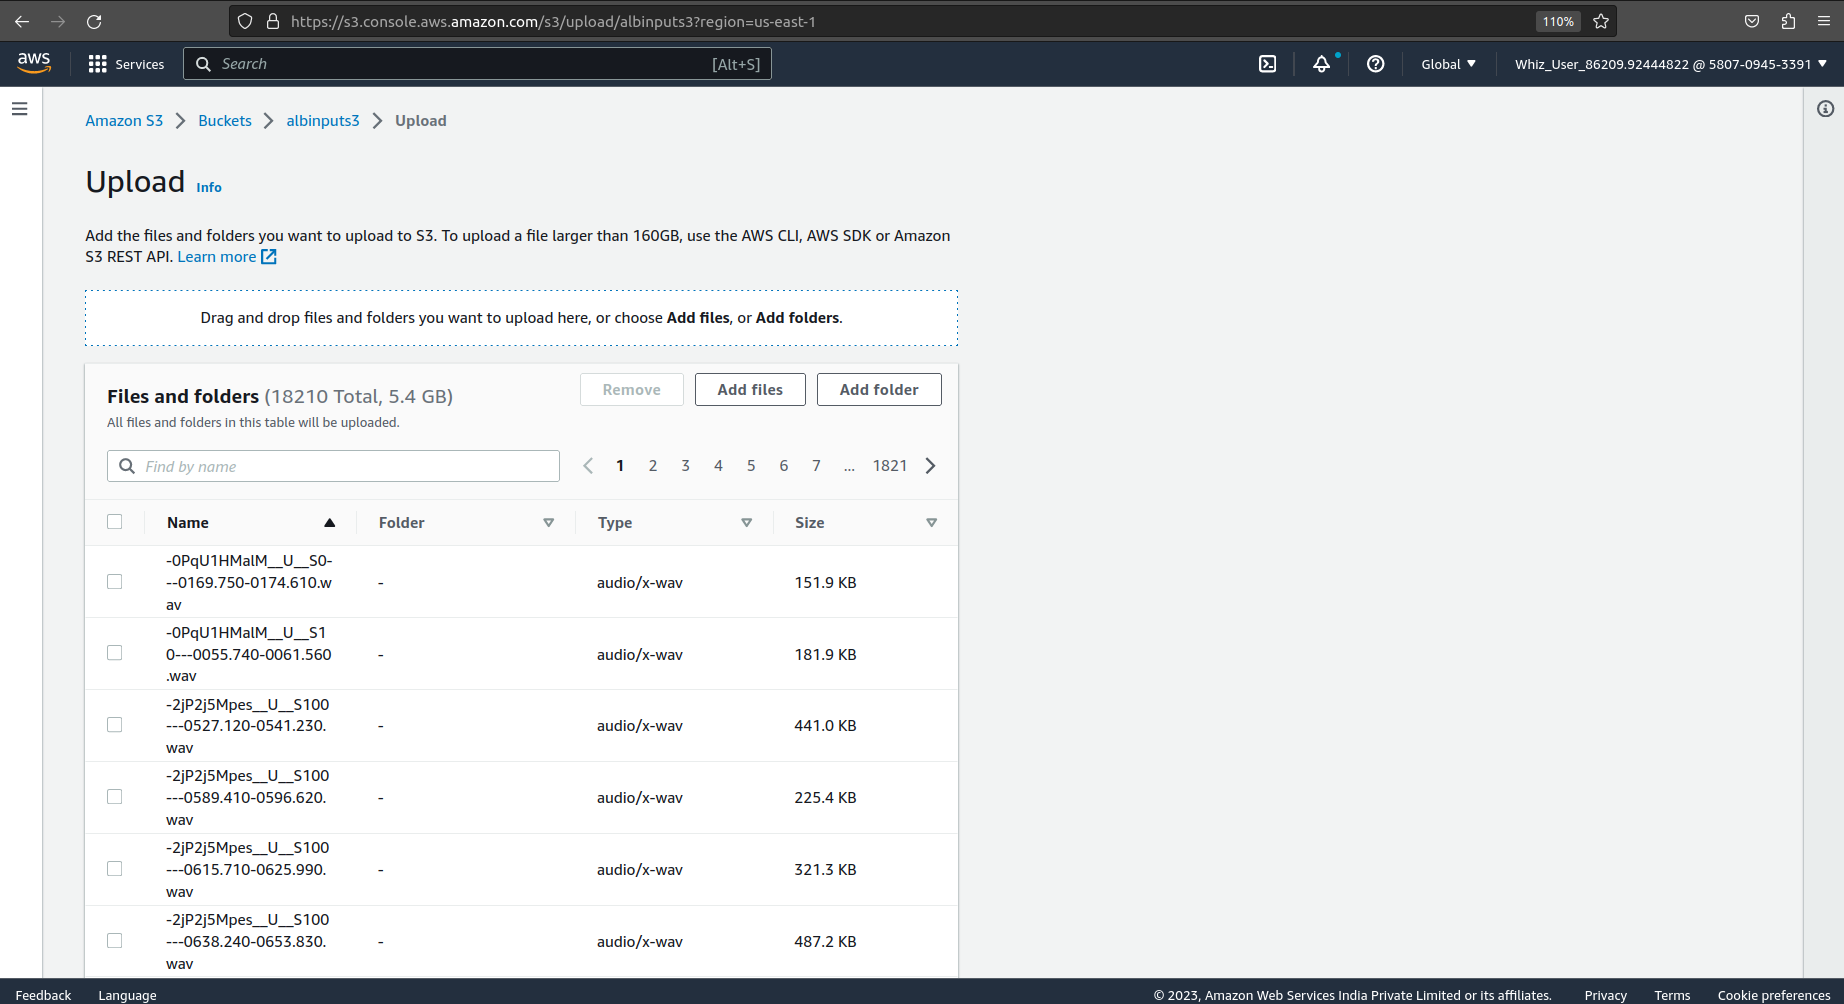 https://s3.console.aws.amazon.com/s3/upload/albinputs3?region=us-east-1 110%
aws Services Search [Alt+S] Global Whiz_User_86209.92444822 @ 5807-0945-3391
Amazon S3 Buckets albinputs3 Upload
Upload Info
Add the files and folders you want to upload to S3. To upload a file larger than 160GB, use the AWS CLI, AWS SDK or Amazon
S3 REST API. Learn more
Drag and drop files and folders you want to upload here, or choose Add files, or Add folders.
Files and folders (18210 Total, 5.4 GB) Remove Add files Add folder
All files and folders in this table will be uploaded.
Find by name 1 2 3 4 5 6 7 ... 1821
Name Folder Type Size
-0PqU1HMalM__U__S0-
--0169.750-0174.610.w - audio/x-wav 151.9 KB
av
-0PqU1HMalM__U__S1
0---0055.740-0061.560 - audio/x-wav 181.9 KB
.wav
-2jP2j5Mpes__U__S100
---0527.120-0541.230. - audio/x-wav 441.0 KB
wav
-2jP2j5Mpes__U__S100
---0589.410-0596.620. - audio/x-wav 225.4 KB
wav
-2jP2j5Mpes__U__S100
---0615.710-0625.990. - audio/x-wav 321.3 KB
wav
-2jP2j5Mpes__U__S100
---0638.240-0653.830. - audio/x-wav 487.2 KB
wav
Feedback Language © 2023, Amazon Web Services India Private Limited or its affiliates. Privacy Terms Cookie preferences